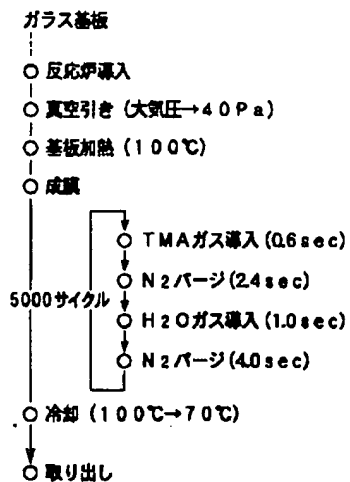 ガラス基板
反応炉導入
真空引き（大気圧→４０Ｐａ）
基板加熱（１００℃）
成膜
ＴＭＡガス導入(0.6sec)
Ｎ２パージ(2.4sec)
5000サイクル
Ｈ２Ｏガス導入(1.0sec)
Ｎ２パージ(4.0sec)
冷却（１００℃→７０℃）
取り出し